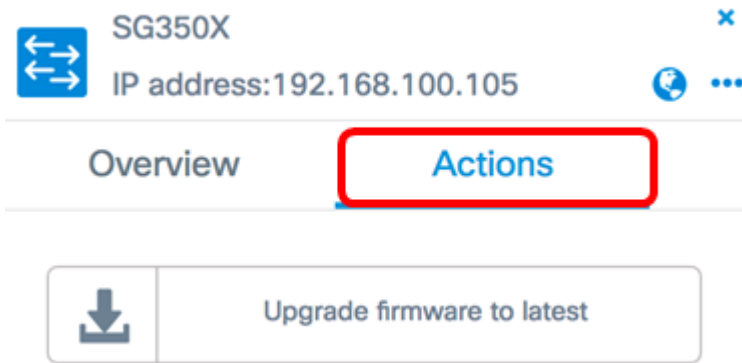 SG350X
IP address:192.168.100.105
Overview
Actions
Upgrade firmware to latest